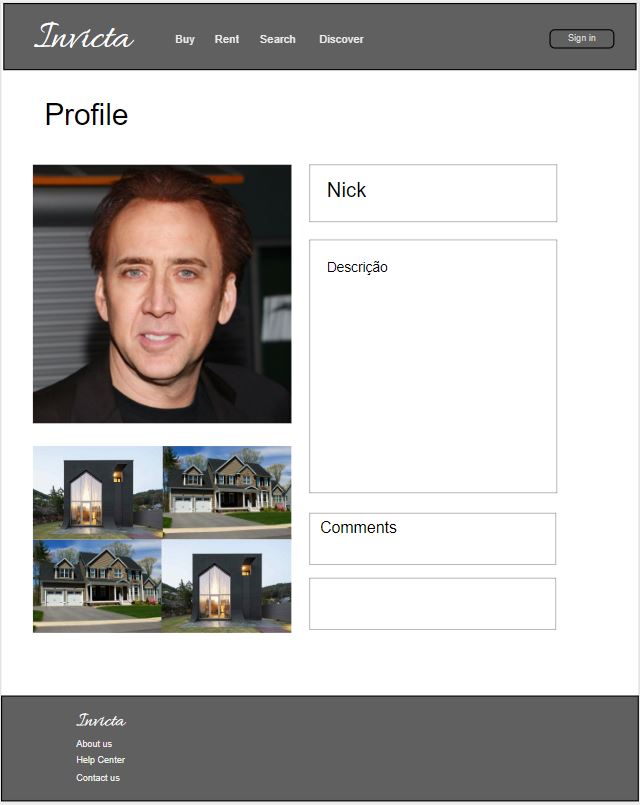 Invicta
Buy Rent Search Discover
Sign in
Profile
Nick
Descrição
Comments
Invicta
About us
Help Center
Contact us